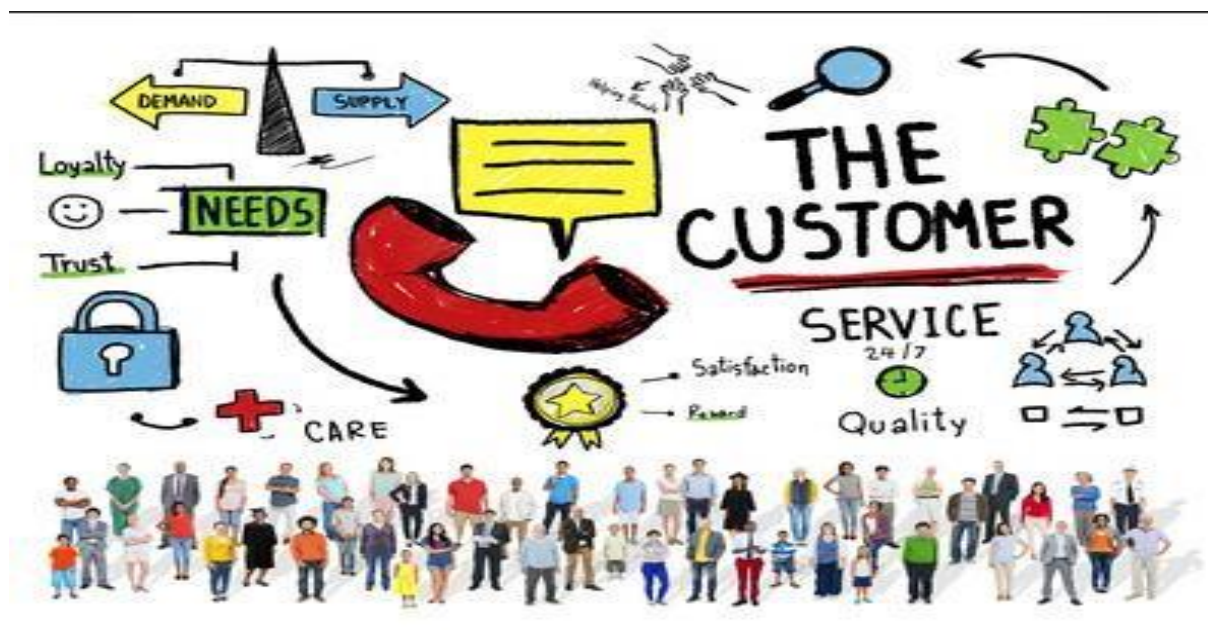 DEMAND
SUPPLY
Helping Hands
THE
CUSTOMER
Loyalty
NEEDS
Trust
SERVICE
24/7
Satisfaction
Reward
Quality
CARE